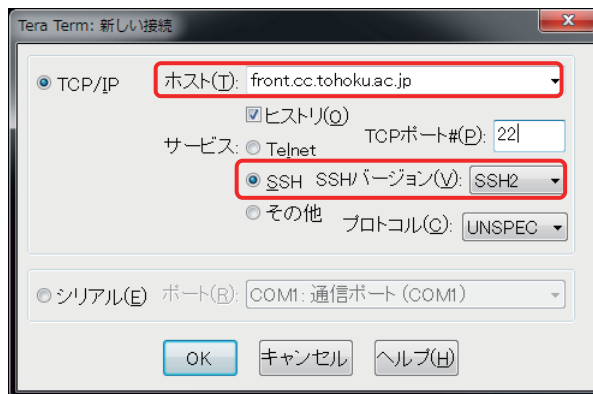 Tera Term: 新しい接続
TCP/IP ホスト(T): front.cc.tohoku.ac.jp
ヒストリ(O)
サービス: Telnet TCPポート#(P): 22
SSH SSHバージョン(V): SSH2
その他 プロトコル(C): UNSPEC
シリアル(E) ポート(R): COM1: 通信ポート (COM1)
OK キャンセル ヘルプ(H)